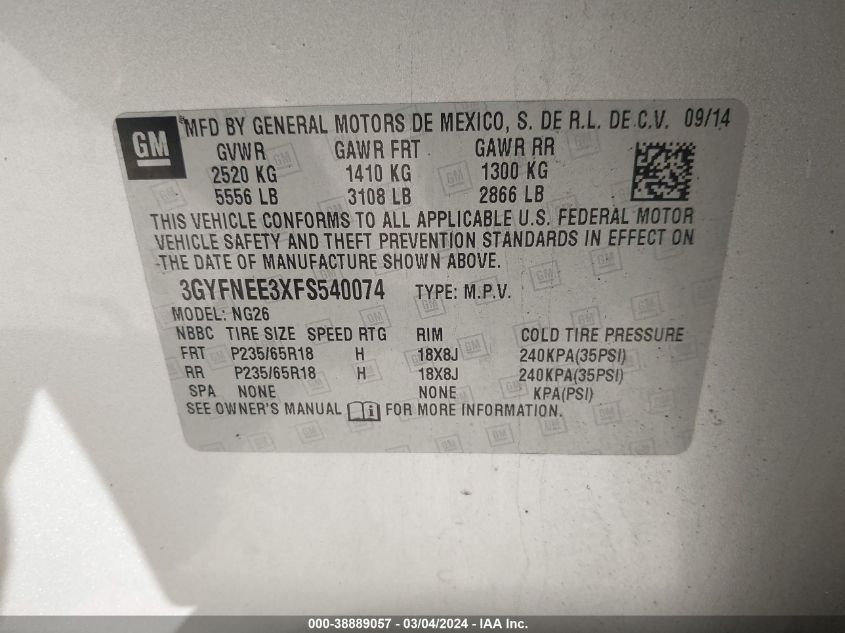 GM MFD BY GENERAL MOTORS DE MEXICO, S. DE R.L. DE C.V. 09/14
GVWR GAWR FRT GAWR RR
2520 KG 1410 KG 1300 KG
5556 LB 3108 LB 2866 LB
THIS VEHICLE CONFORMS TO ALL APPLICABLE U.S. FEDERAL MOTOR
VEHICLE SAFETY AND THEFT PREVENTION STANDARDS IN EFFECT ON
THE DATE OF MANUFACTURE SHOWN ABOVE.
3GYFNEE3XFS540074 TYPE: M.P.V.
MODEL: NG26
NBBC TIRE SIZE SPEED RTG RIM COLD TIRE PRESSURE
FRT P235/65R18 H 18X8J 240KPA(35PSI)
RR P235/65R18 H 18X8J 240KPA(35PSI)
SPA NONE NONE KPA(PSI)
SEE OWNER'S MANUAL FOR MORE INFORMATION.
000-38889057 - 03/04/2024 - IAA Inc.